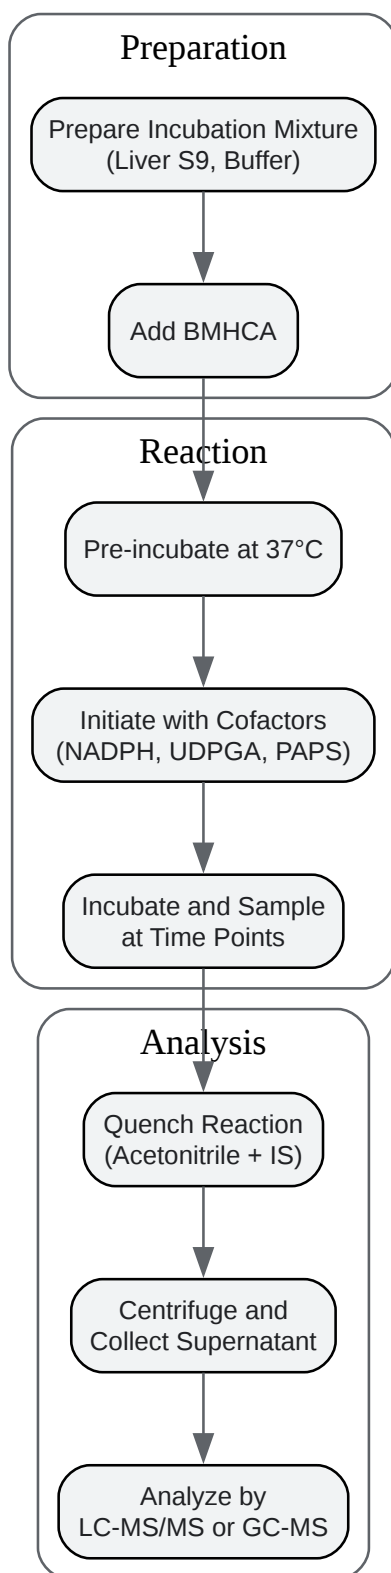 Preparation
Prepare Incubation Mixture
(Liver S9, Buffer)
Add BMHCA
Reaction
Pre-incubate at 37°C
Initiate with Cofactors
(NADPH, UDPGA, PAPS)
Incubate and Sample
at Time Points
Analysis
Quench Reaction
(Acetonitrile + IS)
Centrifuge and
Collect Supernatant
Analyze by
LC-MS/MS or GC-MS